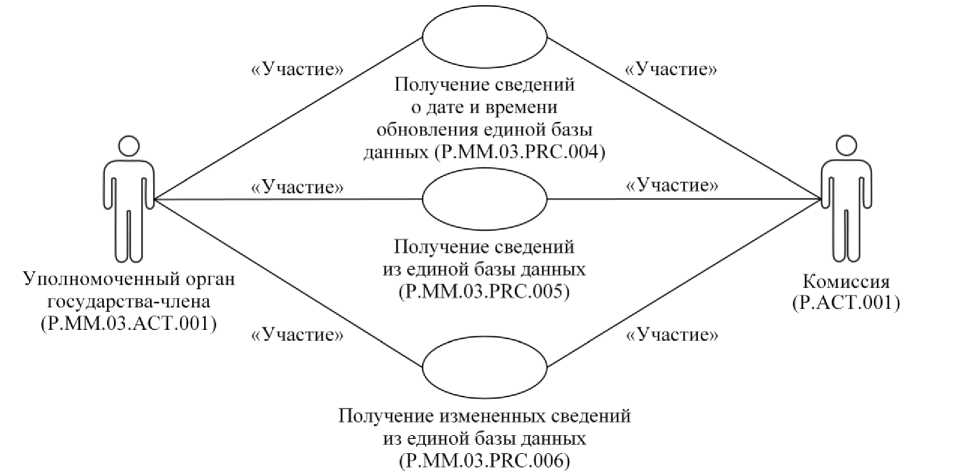 «Участие»
«Участие»
Получение сведений
о дате и времени
обновления единой базы
данных (P.MM.03.PRC.004)
«Участие»
«Участие»
Получение сведений
из единой базы данных
(P.MM.03.PRC.005)
Уполномоченный орган
государства-члена
(P.MM.03.ACT.001)
Комиссия
(P.ACT.001)
«Участие»
«Участие»
Получение измененных сведений
из единой базы данных
(P.MM.03.PRC.006)